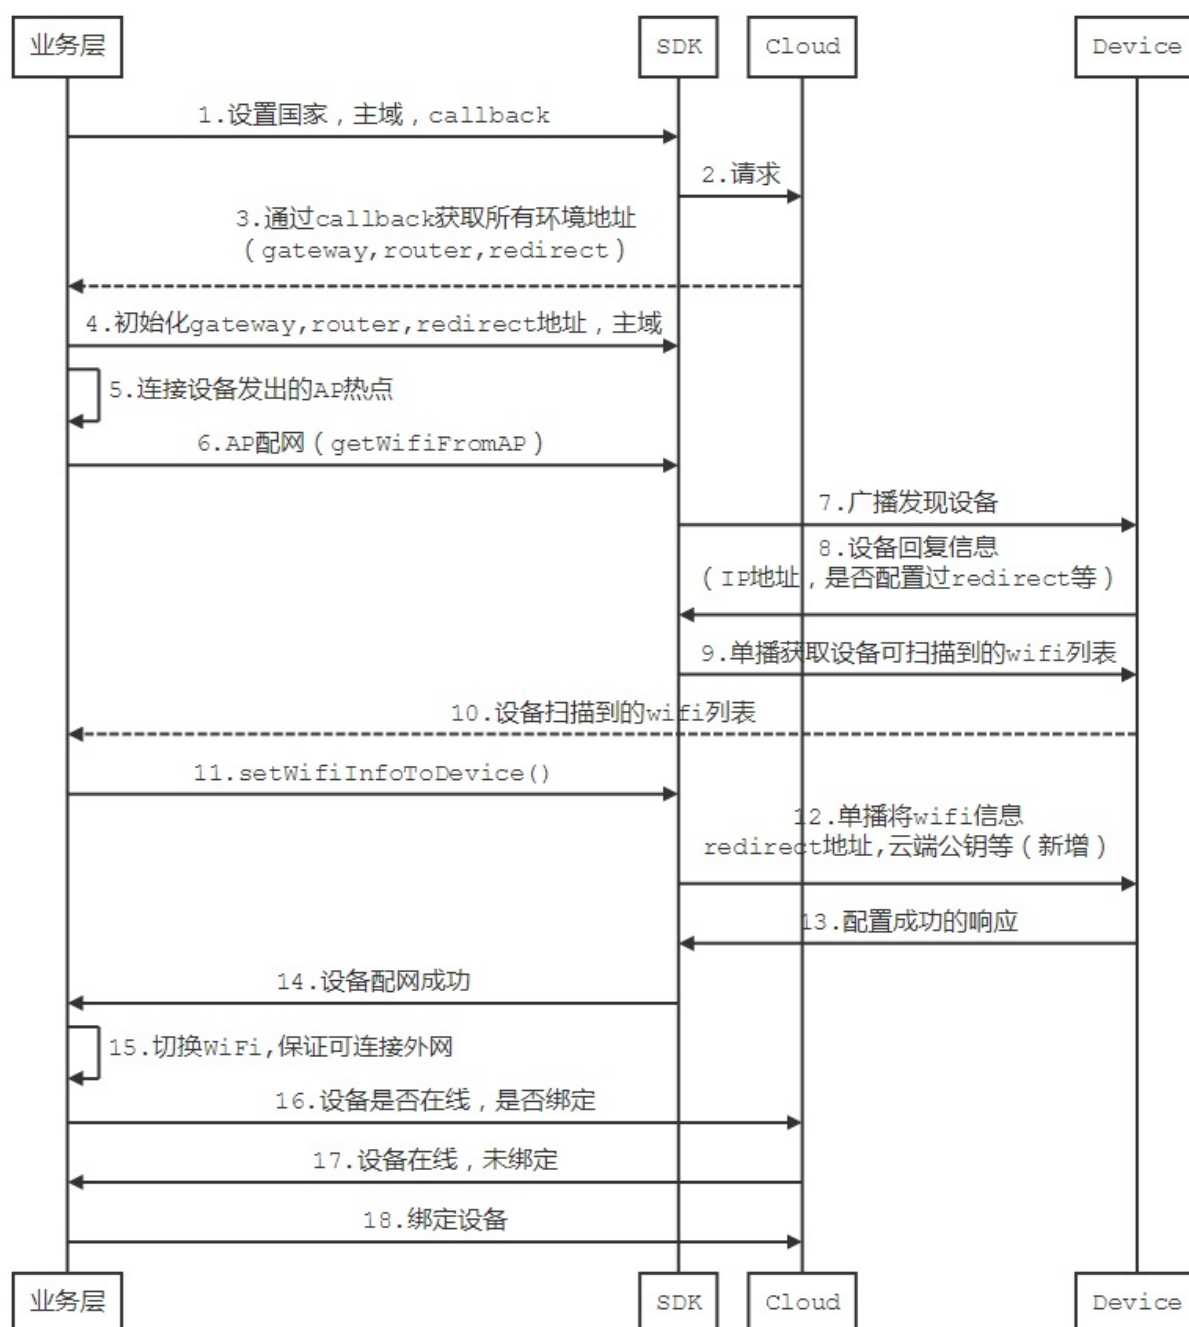 业务层
SDK
Cloud
Device
1.设置国家，主域，callback
2.请求
3.通过callback获取所有环境地址
（gateway,router,redirect）
4.初始化gateway,router,redirect地址，主域
5.连接设备发出的AP热点
6.AP配网（getWifiFromAP）
7.广播发现设备
8.设备回复信息
（IP地址，是否配置过redirect等）
9.单播获取设备可扫描到的wifi列表
10.设备扫描到的wifi列表
11.setWifiInfoToDevice()
12.单播将wifi信息
redirect地址,云端公钥等（新增）
13.配置成功的响应
14.设备配网成功
15.切换WiFi,保证可连接外网
16.设备是否在线，是否绑定
17.设备在线，未绑定
18.绑定设备
业务层
SDK
Cloud
Device